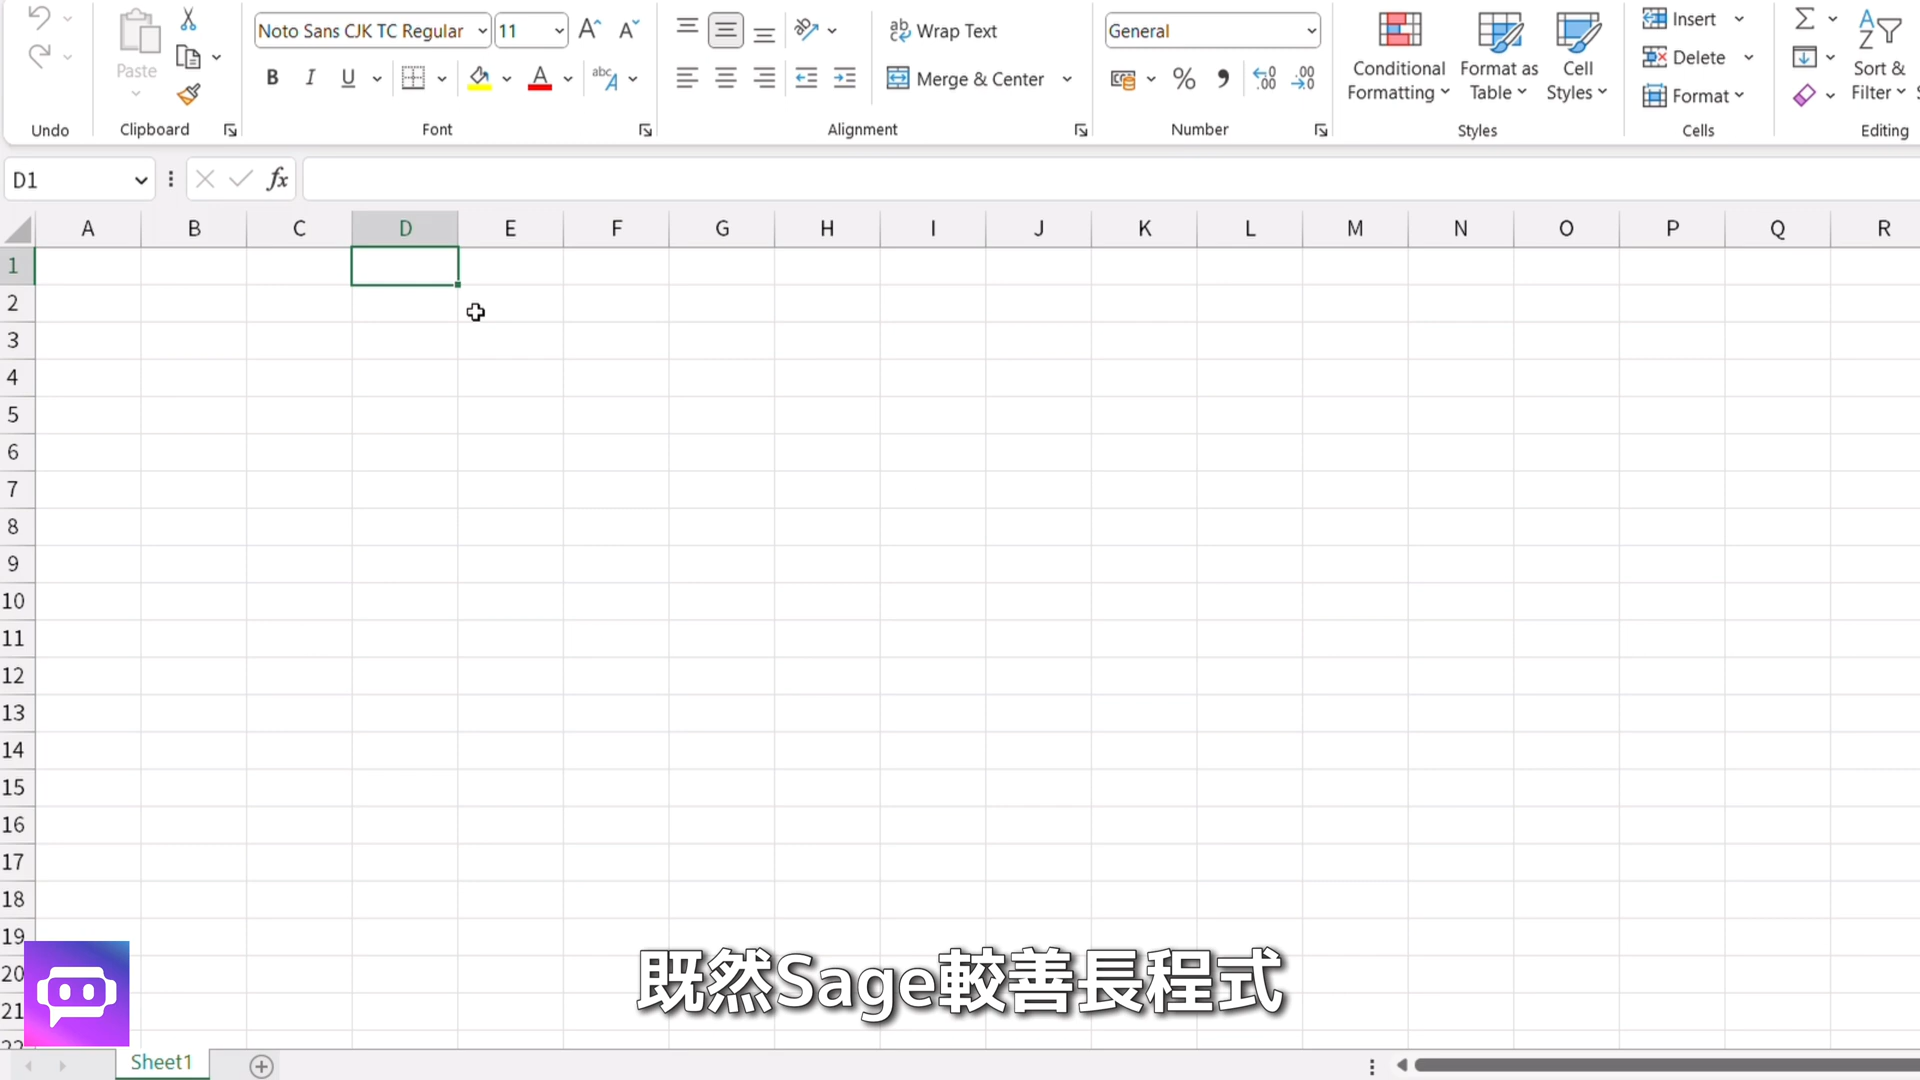 Noto Sans CJK TC Regular
11
Wrap Text
General
Insert
Delete
Format
Paste
B I U
Merge & Center
Conditional Formatting
Format as Table
Cell Styles
Sort & Filter
Undo
Clipboard
Font
Alignment
Number
Styles
Cells
Editing
D1
fx
A B C D E F G H I J K L M N O P Q R
1
2
3
4
5
6
7
8
9
10
11
12
13
14
15
16
17
18
19
20
21
既然Sage較善長程式
Sheet1